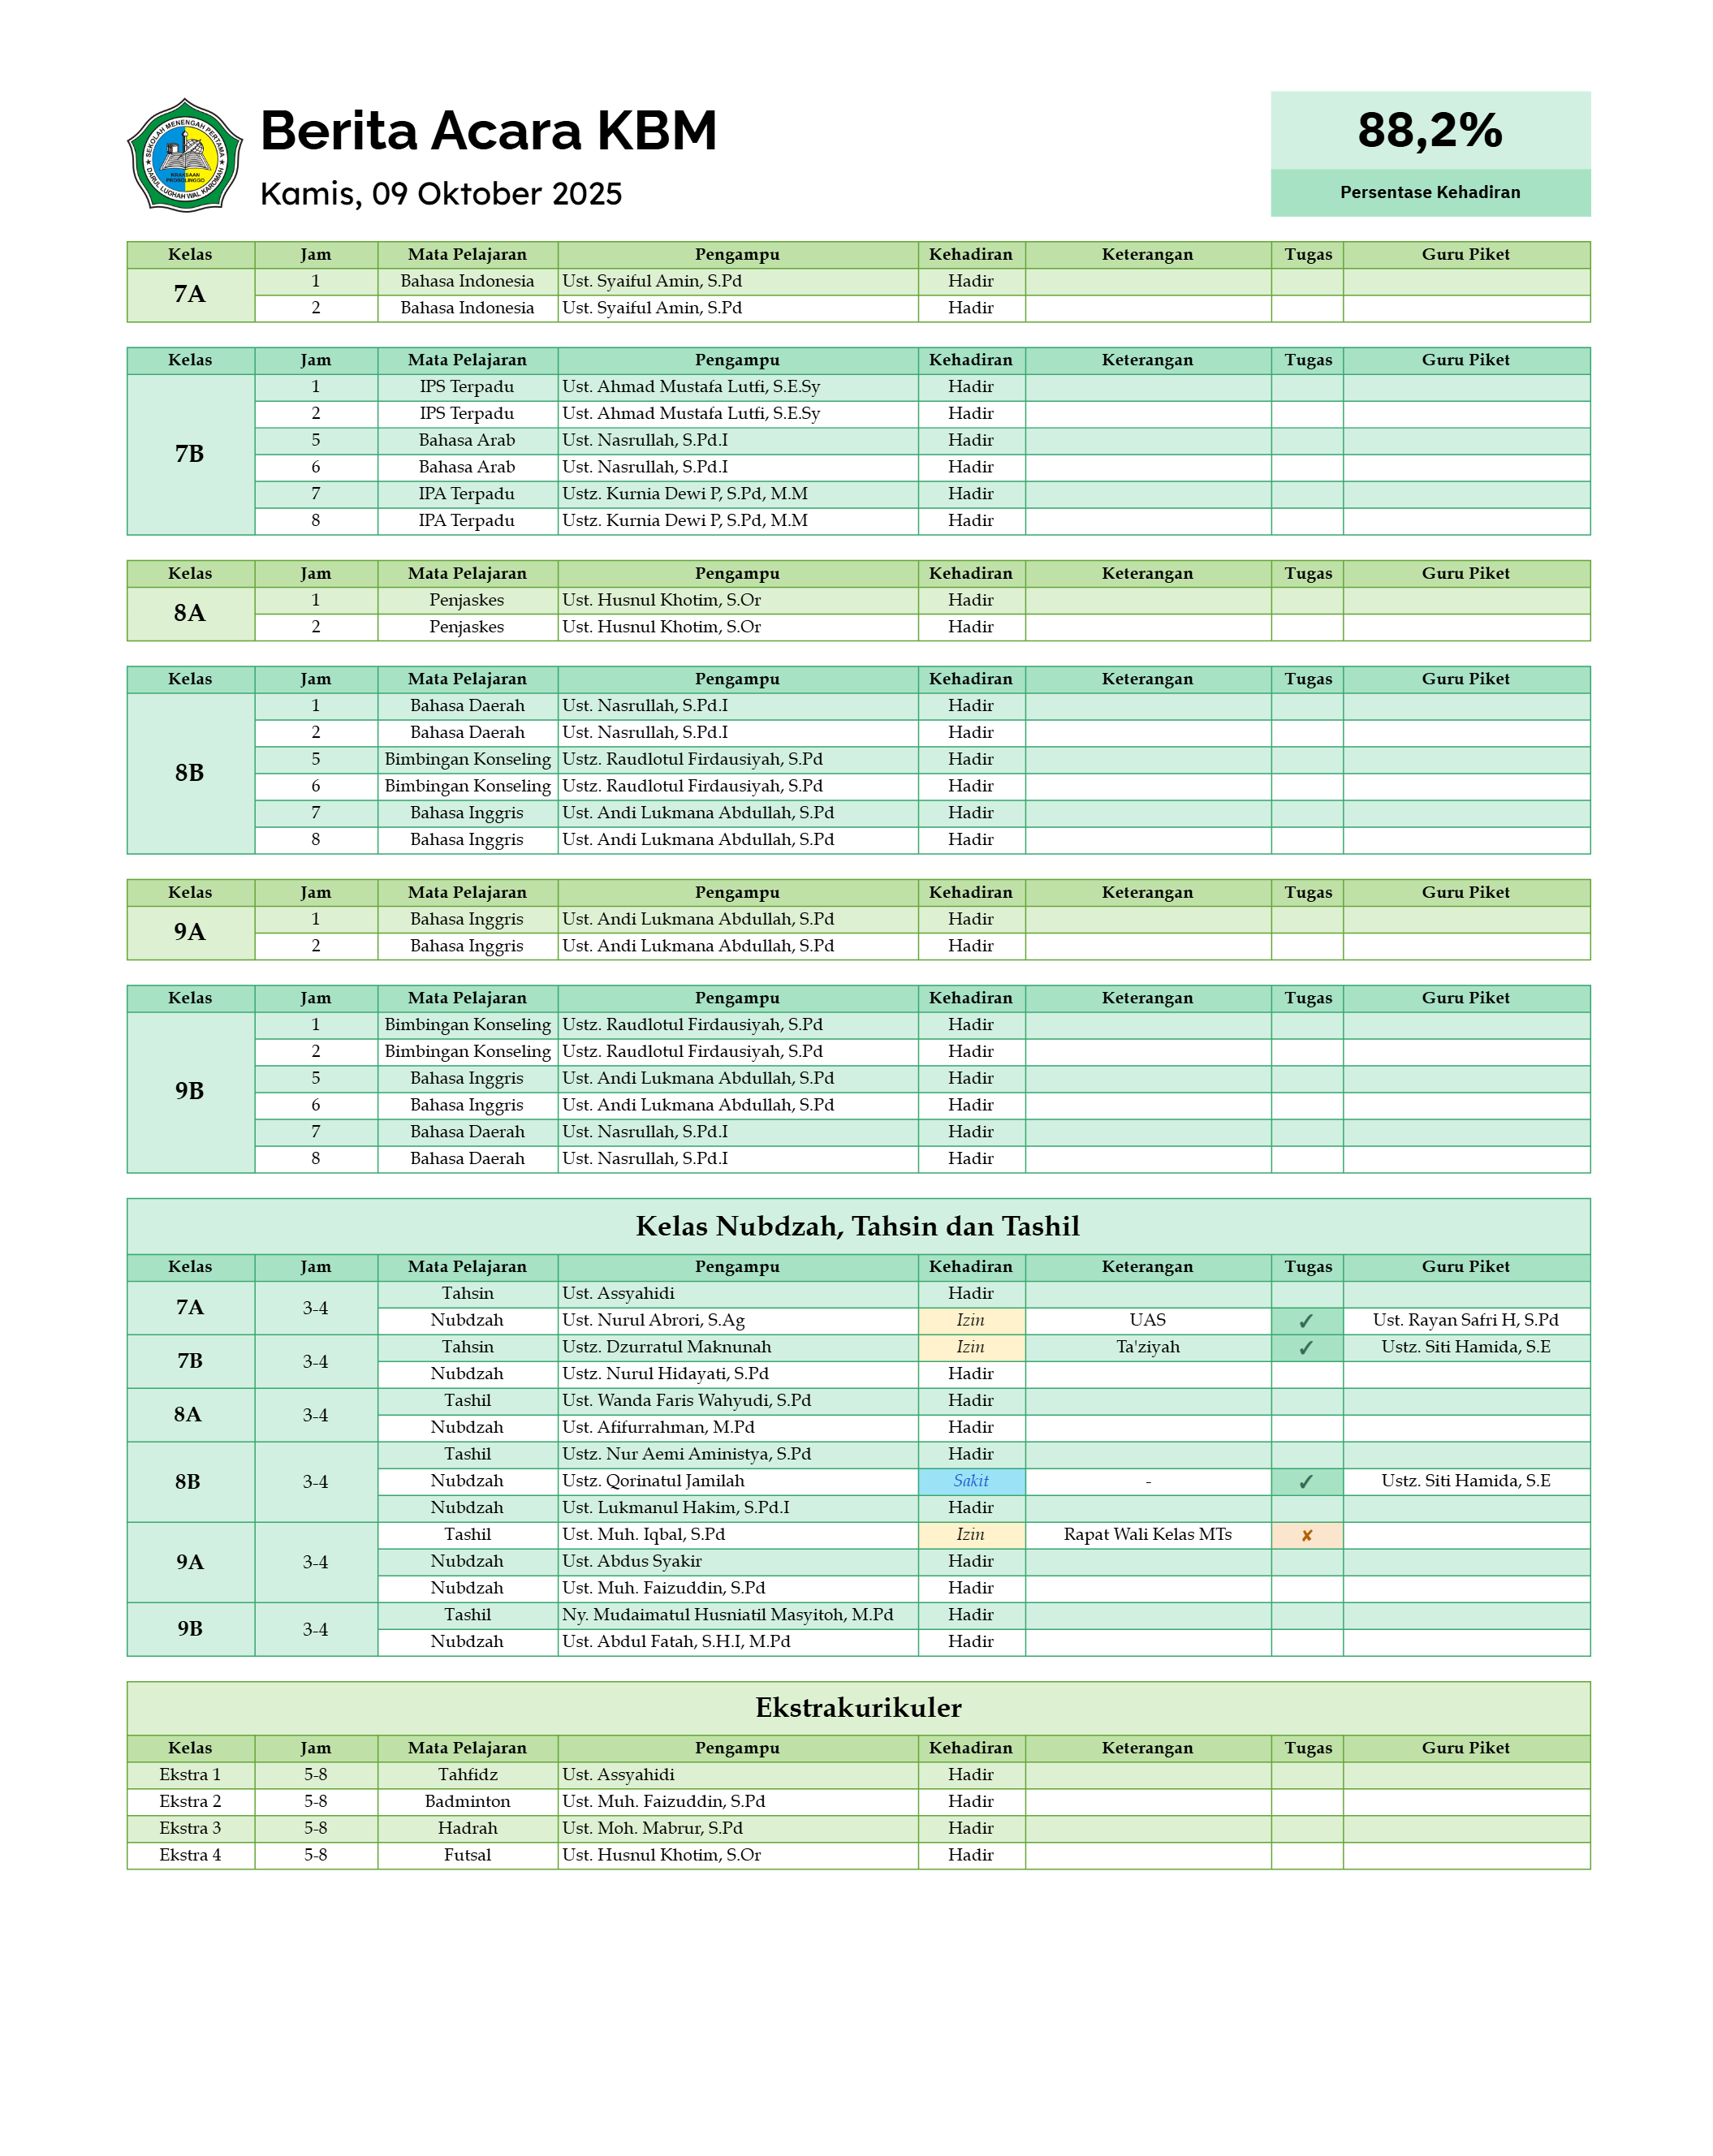 SEKOLAH MENENGAH PERTAMA
KRAKSAAN
PROBOLINGGO
DARUL LUGHAH WAL KAROMAH
Berita Acara KBM
Kamis, 09 Oktober 2025
88,2%
Persentase Kehadiran
Kelas Jam Mata Pelajaran Pengampu Kehadiran Keterangan Tugas Guru Piket
7A
1 Bahasa Indonesia Ust. Syaiful Amin, S.Pd Hadir
2 Bahasa Indonesia Ust. Syaiful Amin, S.Pd Hadir
Kelas Jam Mata Pelajaran Pengampu Kehadiran Keterangan Tugas Guru Piket
7B
1 IPS Terpadu Ust. Ahmad Mustafa Lutfi, S.E.Sy Hadir
2 IPS Terpadu Ust. Ahmad Mustafa Lutfi, S.E.Sy Hadir
5 Bahasa Arab Ust. Nasrullah, S.Pd.I Hadir
6 Bahasa Arab Ust. Nasrullah, S.Pd.I Hadir
7 IPA Terpadu Ustz. Kurnia Dewi P, S.Pd, M.M Hadir
8 IPA Terpadu Ustz. Kurnia Dewi P, S.Pd, M.M Hadir
Kelas Jam Mata Pelajaran Pengampu Kehadiran Keterangan Tugas Guru Piket
8A
1 Penjaskes Ust. Husnul Khotim, S.Or Hadir
2 Penjaskes Ust. Husnul Khotim, S.Or Hadir
Kelas Jam Mata Pelajaran Pengampu Kehadiran Keterangan Tugas Guru Piket
8B
1 Bahasa Daerah Ust. Nasrullah, S.Pd.I Hadir
2 Bahasa Daerah Ust. Nasrullah, S.Pd.I Hadir
5 Bimbingan Konseling Ustz. Raudlotul Firdausiyah, S.Pd Hadir
6 Bimbingan Konseling Ustz. Raudlotul Firdausiyah, S.Pd Hadir
7 Bahasa Inggris Ust. Andi Lukmana Abdullah, S.Pd Hadir
8 Bahasa Inggris Ust. Andi Lukmana Abdullah, S.Pd Hadir
Kelas Jam Mata Pelajaran Pengampu Kehadiran Keterangan Tugas Guru Piket
9A
1 Bahasa Inggris Ust. Andi Lukmana Abdullah, S.Pd Hadir
2 Bahasa Inggris Ust. Andi Lukmana Abdullah, S.Pd Hadir
Kelas Jam Mata Pelajaran Pengampu Kehadiran Keterangan Tugas Guru Piket
9B
1 Bimbingan Konseling Ustz. Raudlotul Firdausiyah, S.Pd Hadir
2 Bimbingan Konseling Ustz. Raudlotul Firdausiyah, S.Pd Hadir
5 Bahasa Inggris Ust. Andi Lukmana Abdullah, S.Pd Hadir
6 Bahasa Inggris Ust. Andi Lukmana Abdullah, S.Pd Hadir
7 Bahasa Daerah Ust. Nasrullah, S.Pd.I Hadir
8 Bahasa Daerah Ust. Nasrullah, S.Pd.I Hadir
Kelas Nubdzah, Tahsin dan Tashil
Kelas Jam Mata Pelajaran Pengampu Kehadiran Keterangan Tugas Guru Piket
7A 3-4
Tahsin Ust. Assyahidi Hadir
Nubdzah Ust. Nurul Abrori, S.Ag Izin UAS ✓ Ust. Rayan Safri H, S.Pd
7B 3-4
Tahsin Ustz. Dzurratul Maknunah Izin Ta'ziyah ✓ Ustz. Siti Hamida, S.E
Nubdzah Ustz. Nurul Hidayati, S.Pd Hadir
8A 3-4
Tashil Ust. Wanda Faris Wahyudi, S.Pd Hadir
Nubdzah Ust. Afifurrahman, M.Pd Hadir
8B 3-4
Tashil Ustz. Nur Aemi Aministya, S.Pd Hadir
Nubdzah Ustz. Qorinatul Jamilah Sakit - ✓ Ustz. Siti Hamida, S.E
Nubdzah Ust. Lukmanul Hakim, S.Pd.I Hadir
9A 3-4
Tashil Ust. Muh. Iqbal, S.Pd Izin Rapat Wali Kelas MTs ✘
Nubdzah Ust. Abdus Syakir Hadir
Nubdzah Ust. Muh. Faizuddin, S.Pd Hadir
9B 3-4
Tashil Ny. Mudaimatul Husniatil Masyitoh, M.Pd Hadir
Nubdzah Ust. Abdul Fatah, S.H.I, M.Pd Hadir
Ekstrakurikuler
Kelas Jam Mata Pelajaran Pengampu Kehadiran Keterangan Tugas Guru Piket
Ekstra 1 5-8 Tahfidz Ust. Assyahidi Hadir
Ekstra 2 5-8 Badminton Ust. Muh. Faizuddin, S.Pd Hadir
Ekstra 3 5-8 Hadrah Ust. Moh. Mabrur, S.Pd Hadir
Ekstra 4 5-8 Futsal Ust. Husnul Khotim, S.Or Hadir